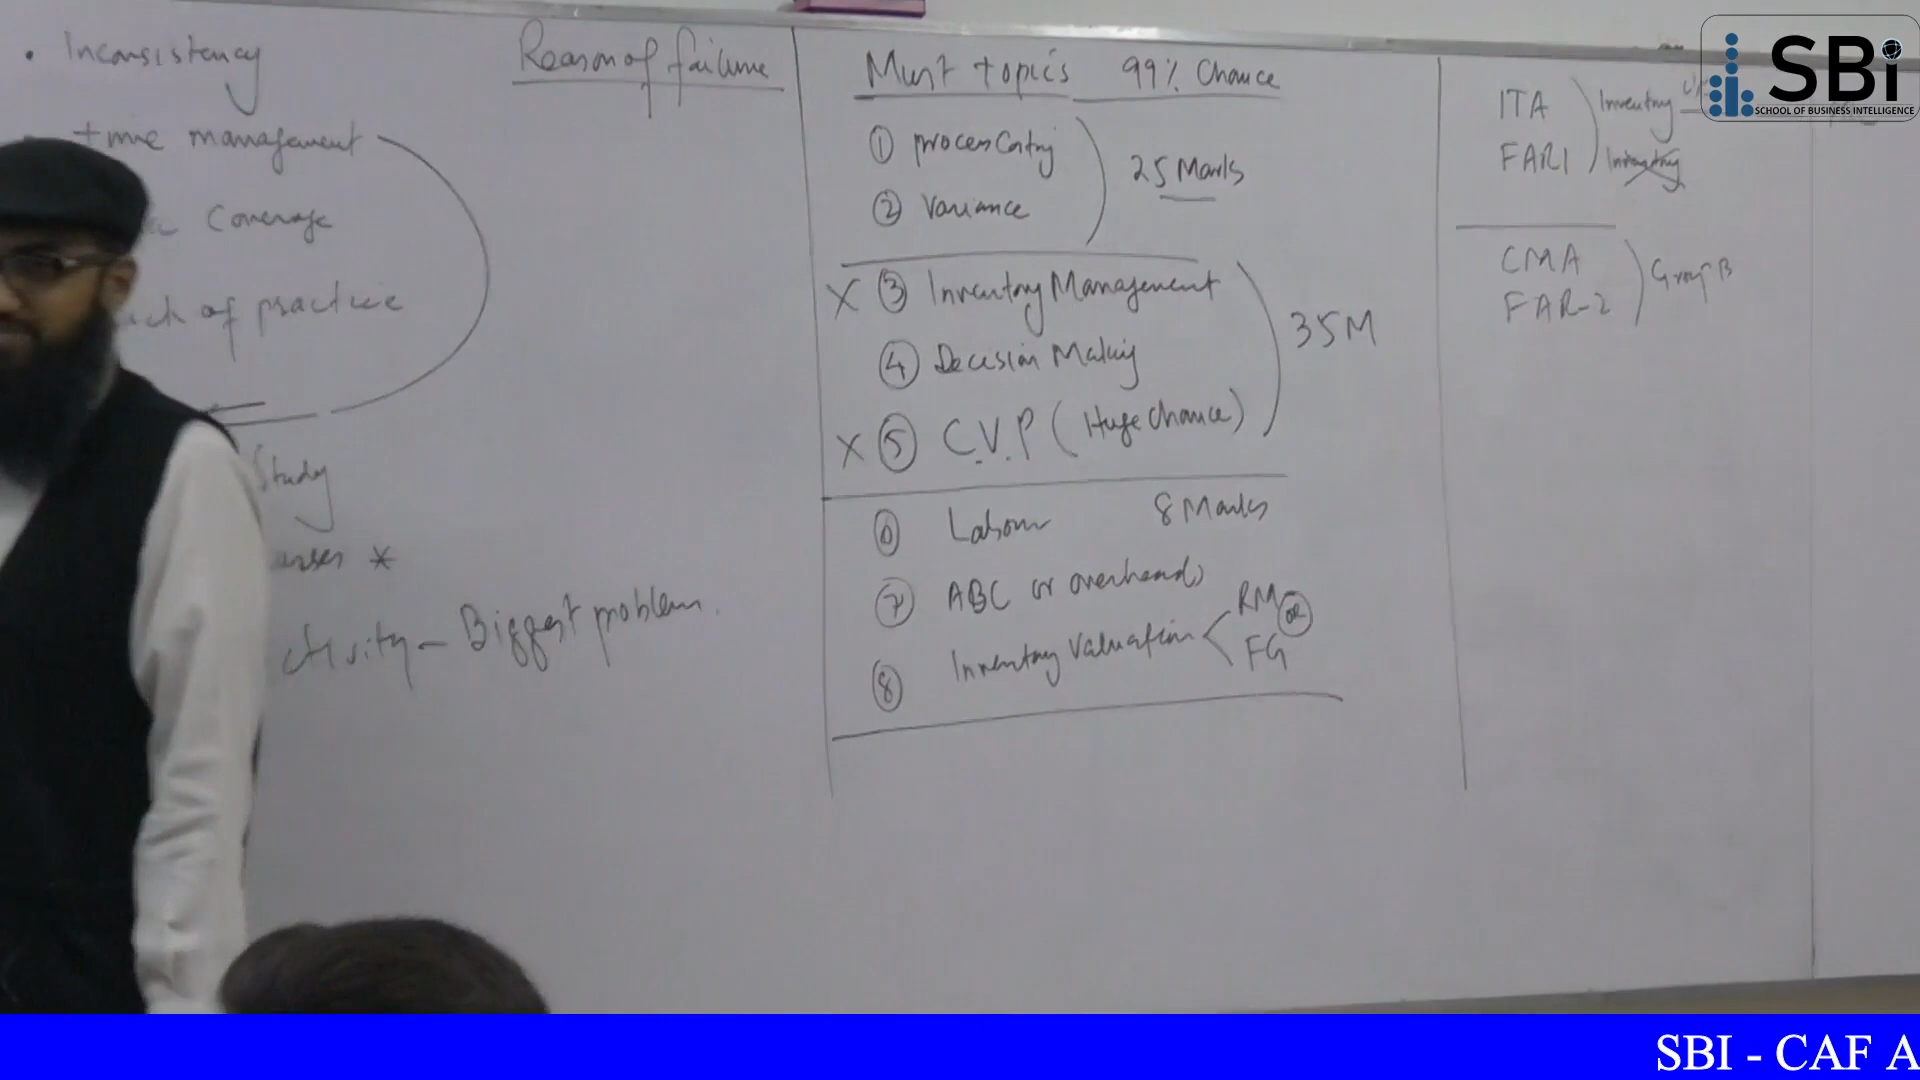 Reason of failure
• Inconsistency
time management
Coverage
of practice
Study
* 
- Biggest problem.
Must topics 99% Chance
① process Costing
② Variance
25 Marks
X ③ Inventory Management
④ Decision Making
X ⑤ C.V.P (Huge Chance)
35M
⑥ Labour 8 Marks
⑦ ABC or overheads
⑧ Inventory Valuation < RM or FG
ITA
FAR1
Inventory
Inventory
CMA
FAR-2
Group B
SBi
SCHOOL OF BUSINESS INTELLIGENCE
SBI - CAF A